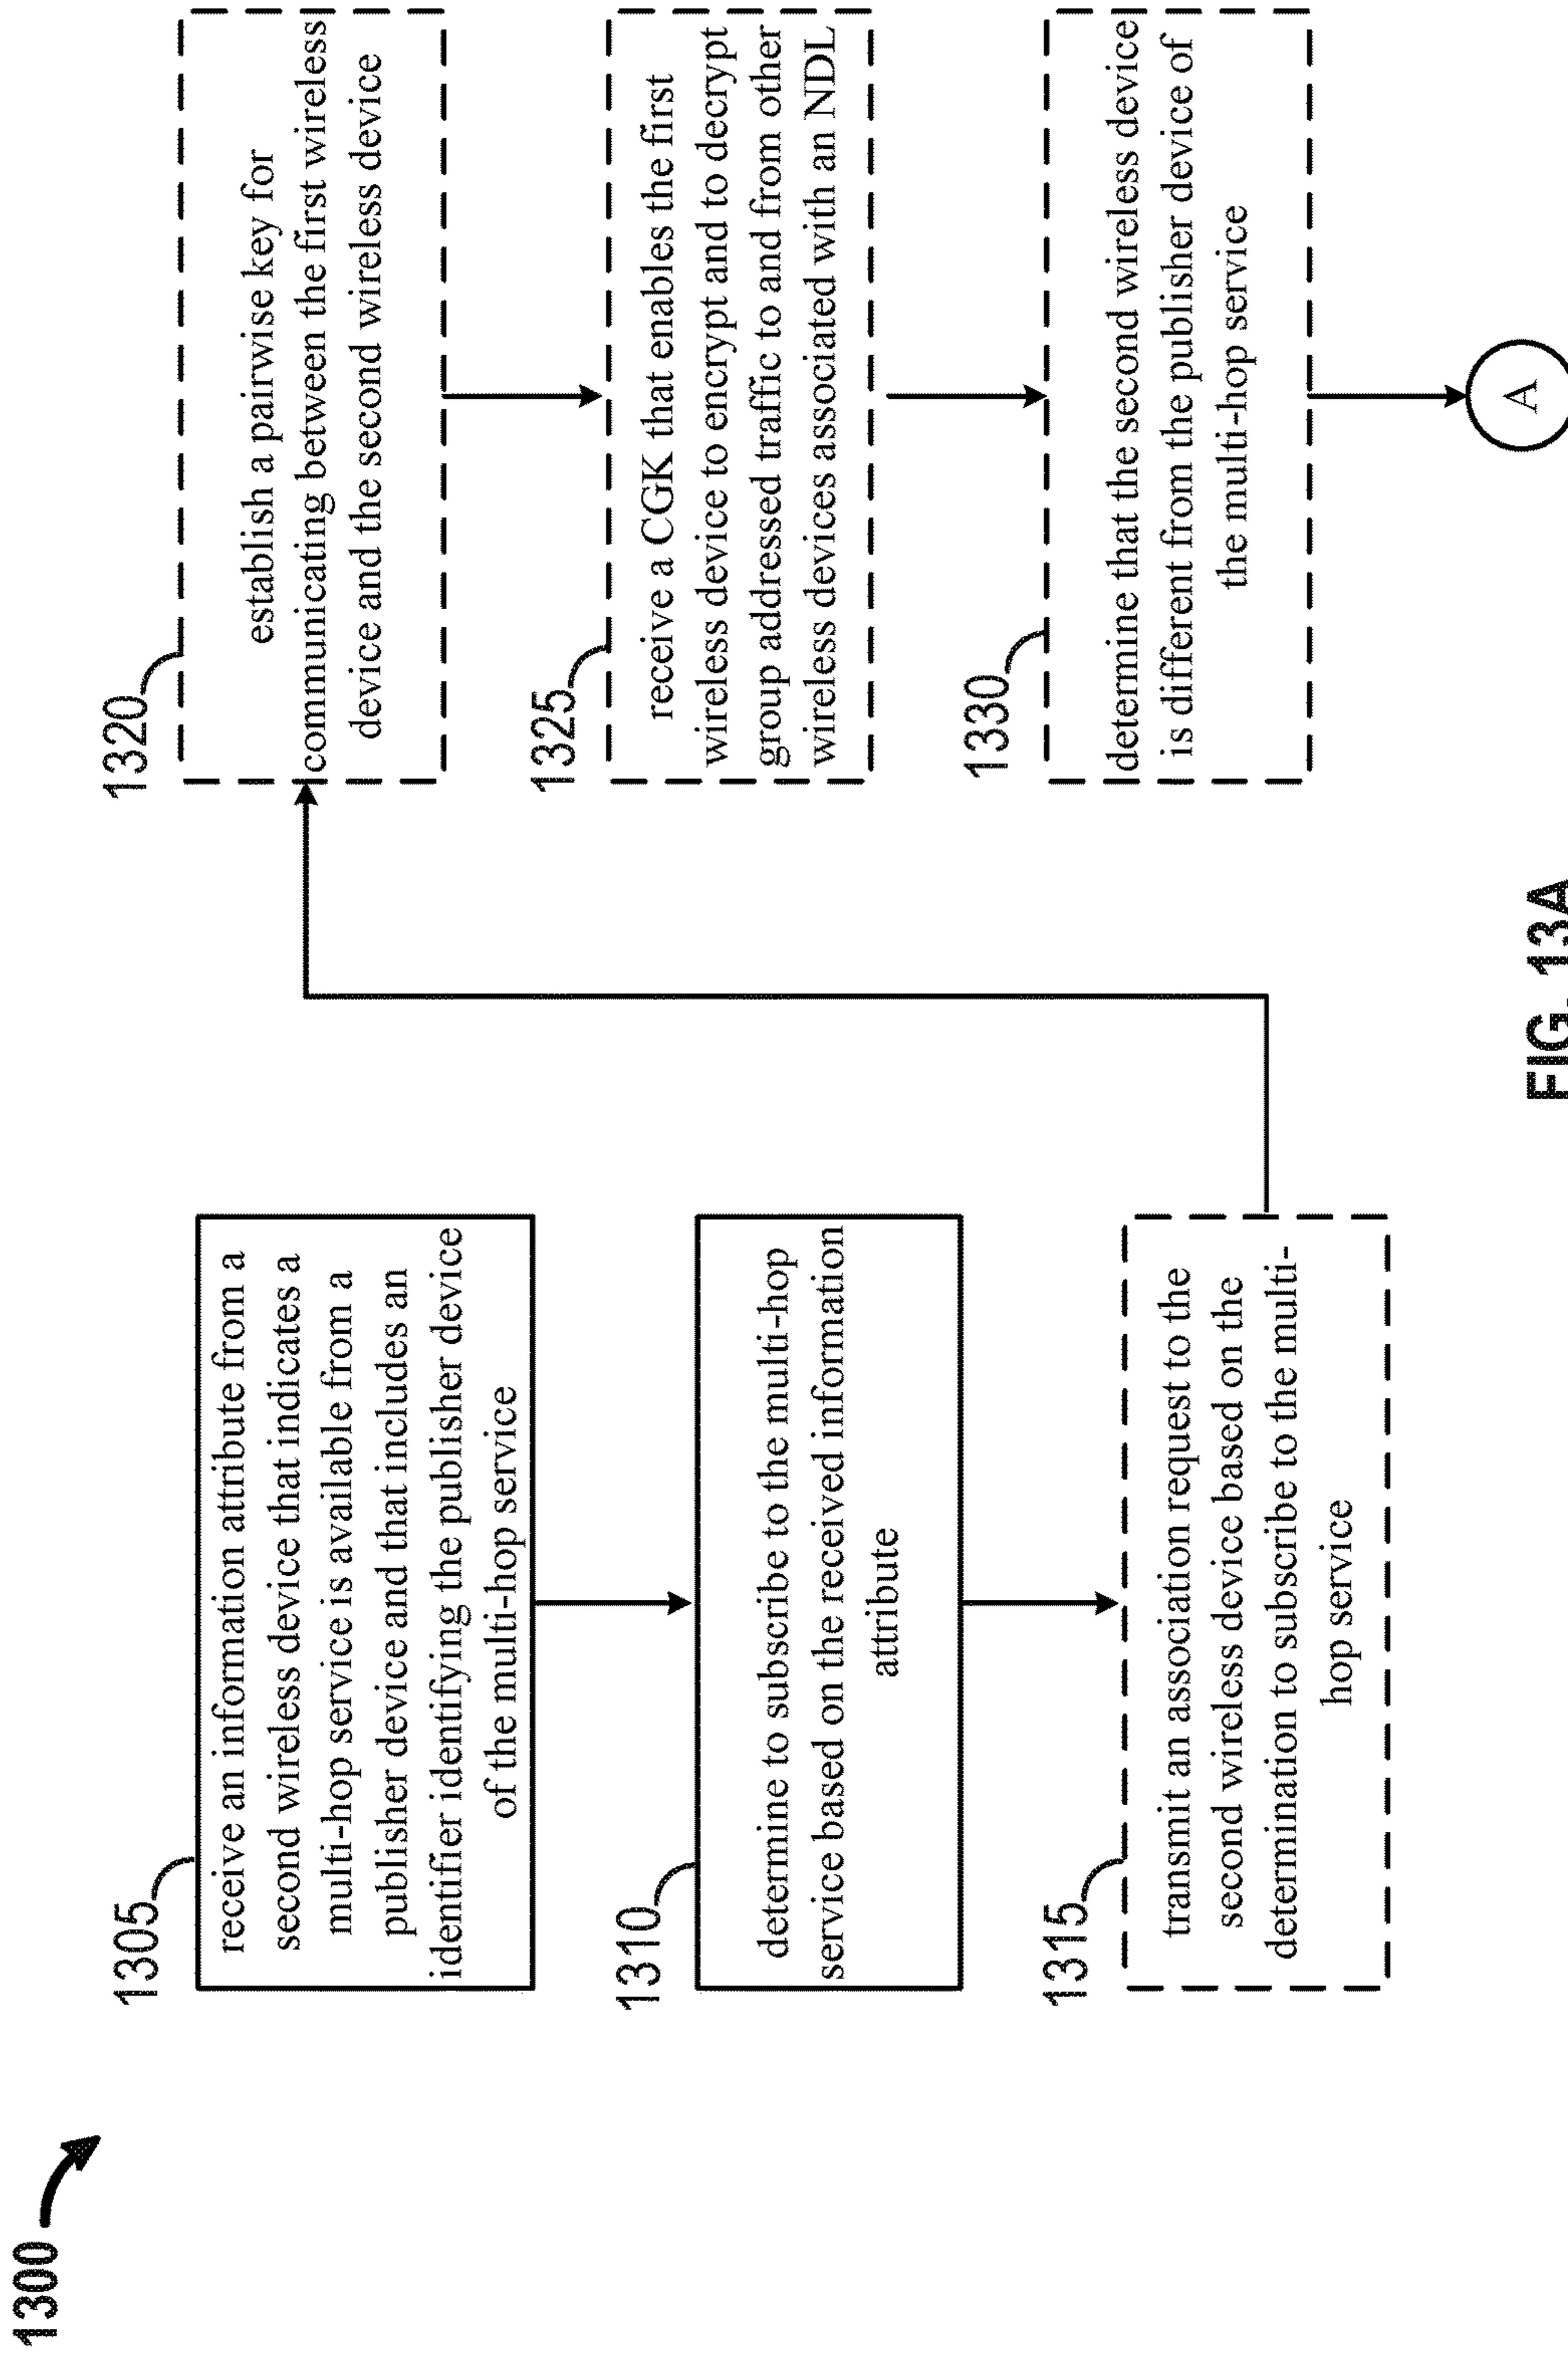 1300
1305
receive an information attribute from a
second wireless device that indicates a
multi-hop service is available from a
publisher device and that includes an
identifier identifying the publisher device
of the multi-hop service
1310
determine to subscribe to the multi-hop
service based on the received information
attribute
1315
transmit an association request to the
second wireless device based on the
determination to subscribe to the multi-
hop service
1320
establish a pairwise key for
communicating between the first wireless
device and the second wireless device
1325
receive a CGK that enables the first
wireless device to encrypt and to decrypt
group addressed traffic to and from other
wireless devices associated with an NDL
1330
determine that the second wireless device
is different from the publisher device of
the multi-hop service
A
FIG. 13A